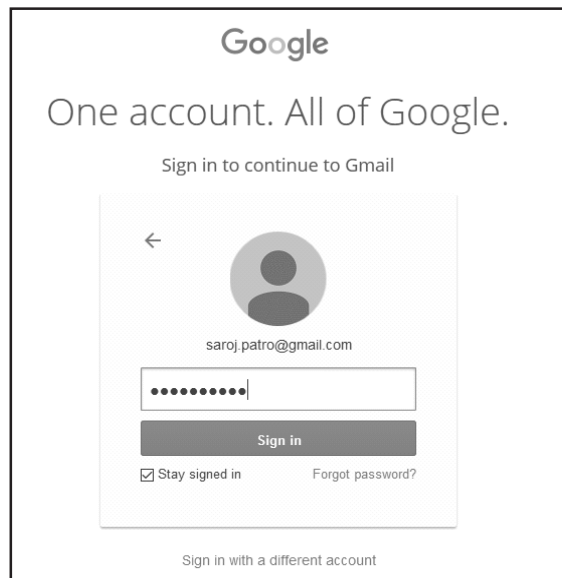 Google
One account. All of Google.
Sign in to continue to Gmail
saroj.patro@gmail.com
••••••••••
Sign in
Stay signed in Forgot password?
Sign in with a different account